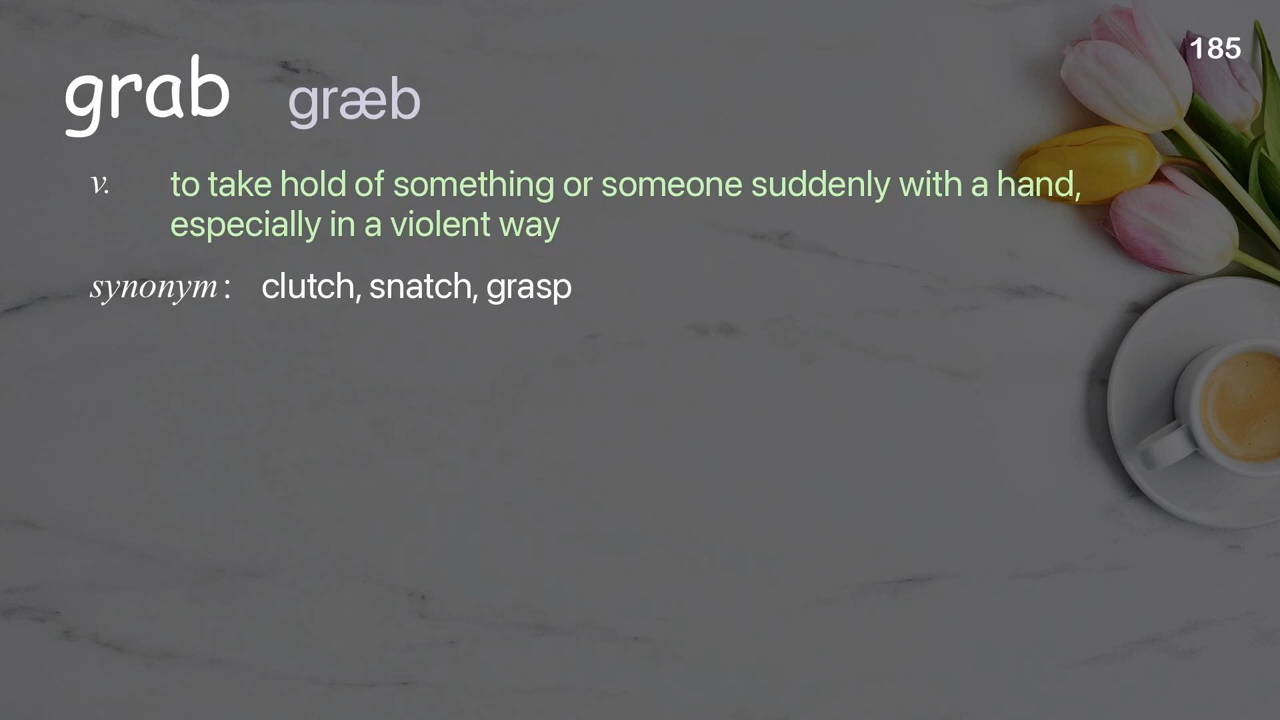 185
grab græb
v. to take hold of something or someone suddenly with a hand,
especially in a violent way
synonym: clutch, snatch, grasp